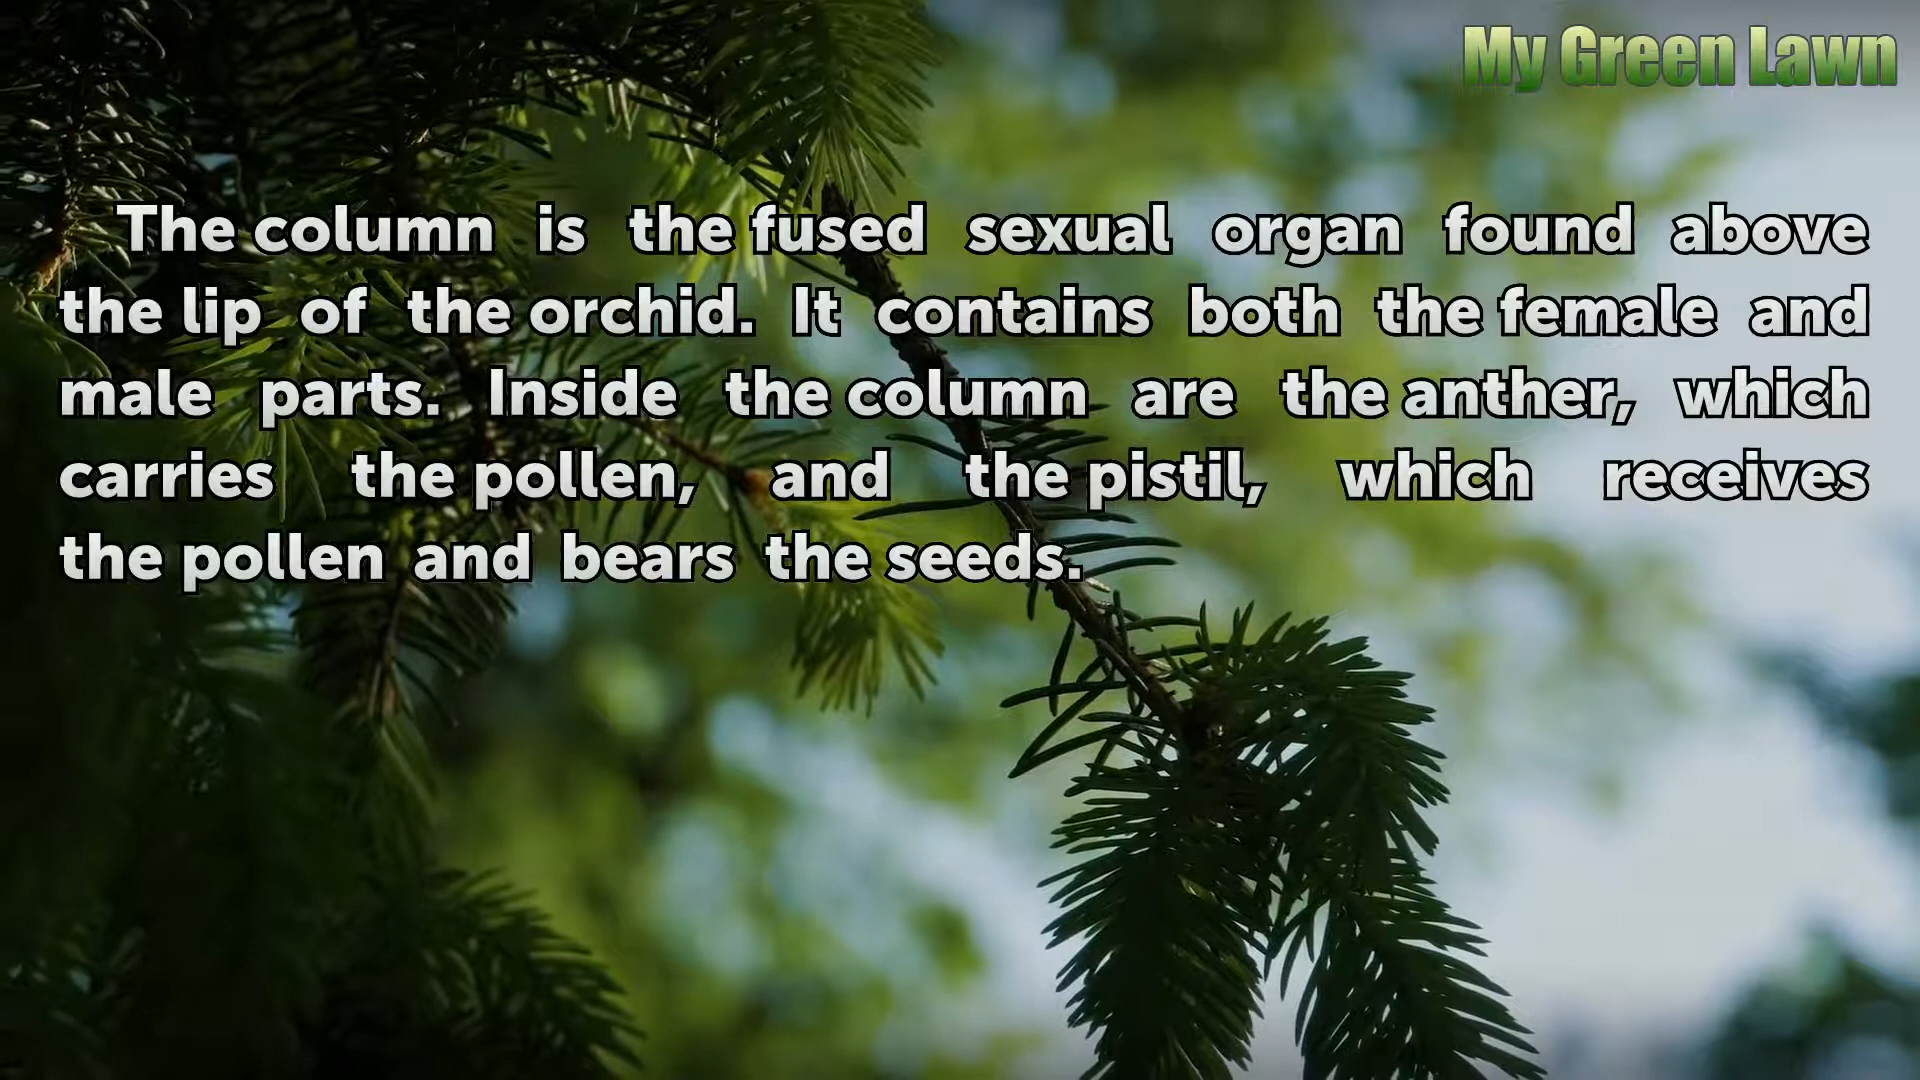 My Green Lawn
The column is the fused sexual organ found above
the lip of the orchid. It contains both the female and
male parts. Inside the column are the anther, which
carries the pollen, and the pistil, which receives
the pollen and bears the seeds.